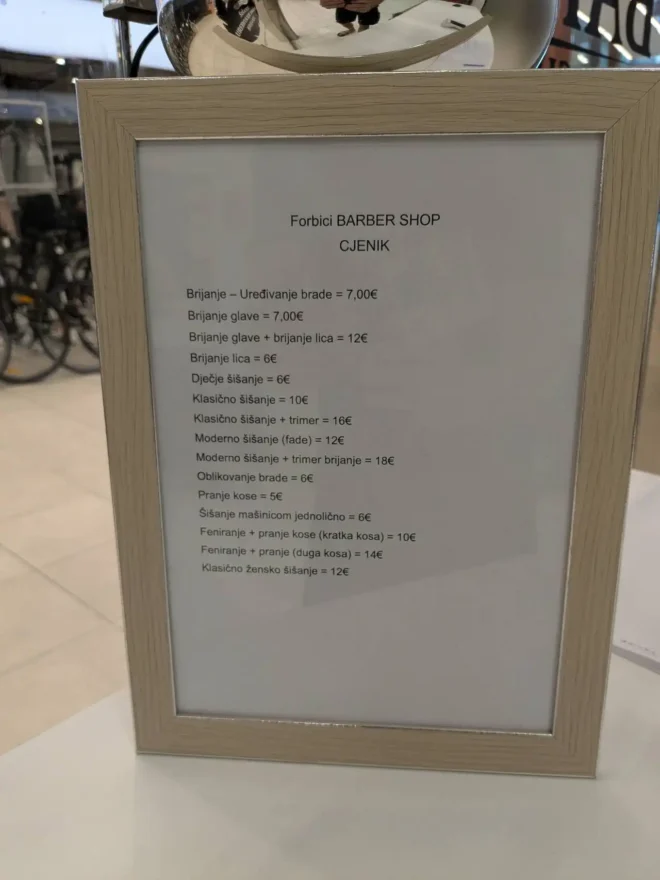 Forbici BARBER SHOP
CJENIK
Brijanje – Uređivanje brade = 7,00€
Brijanje glave = 7,00€
Brijanje glave + brijanje lica = 12€
Brijanje lica = 6€
Dječje šišanje = 6€
Klasično šišanje = 10€
Klasično šišanje + trimer = 16€
Moderno šišanje (fade) = 12€
Moderno šišanje + trimer brijanje = 18€
Oblikovanje brade = 6€
Pranje kose = 5€
Šišanje mašinicom jednolično = 6€
Feniranje + pranje kose (kratka kosa) = 10€
Feniranje + pranje (duga kosa) = 14€
Klasično žensko šišanje = 12€